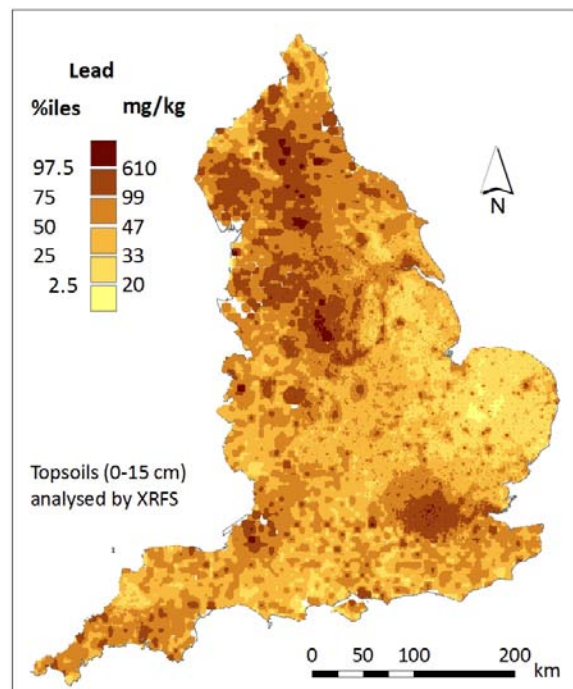 Lead
%iles mg/kg
97.5 610
75 99
50 47
25 33
2.5 20
N
Topsoils (0-15 cm)
analysed by XRFS
0 50 100 200
km